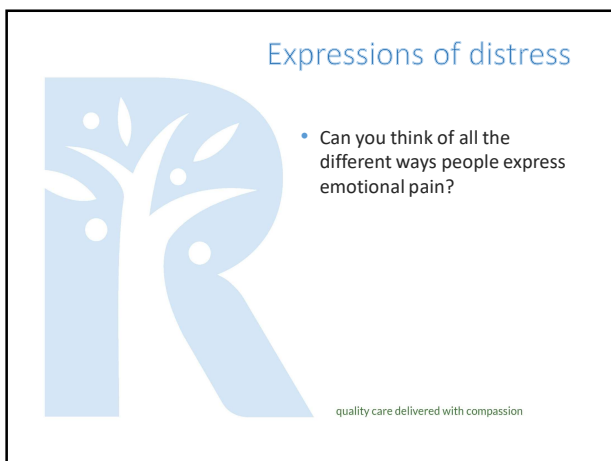 Expressions of distress
• Can you think of all the
different ways people express
emotional pain?
quality care delivered with compassion